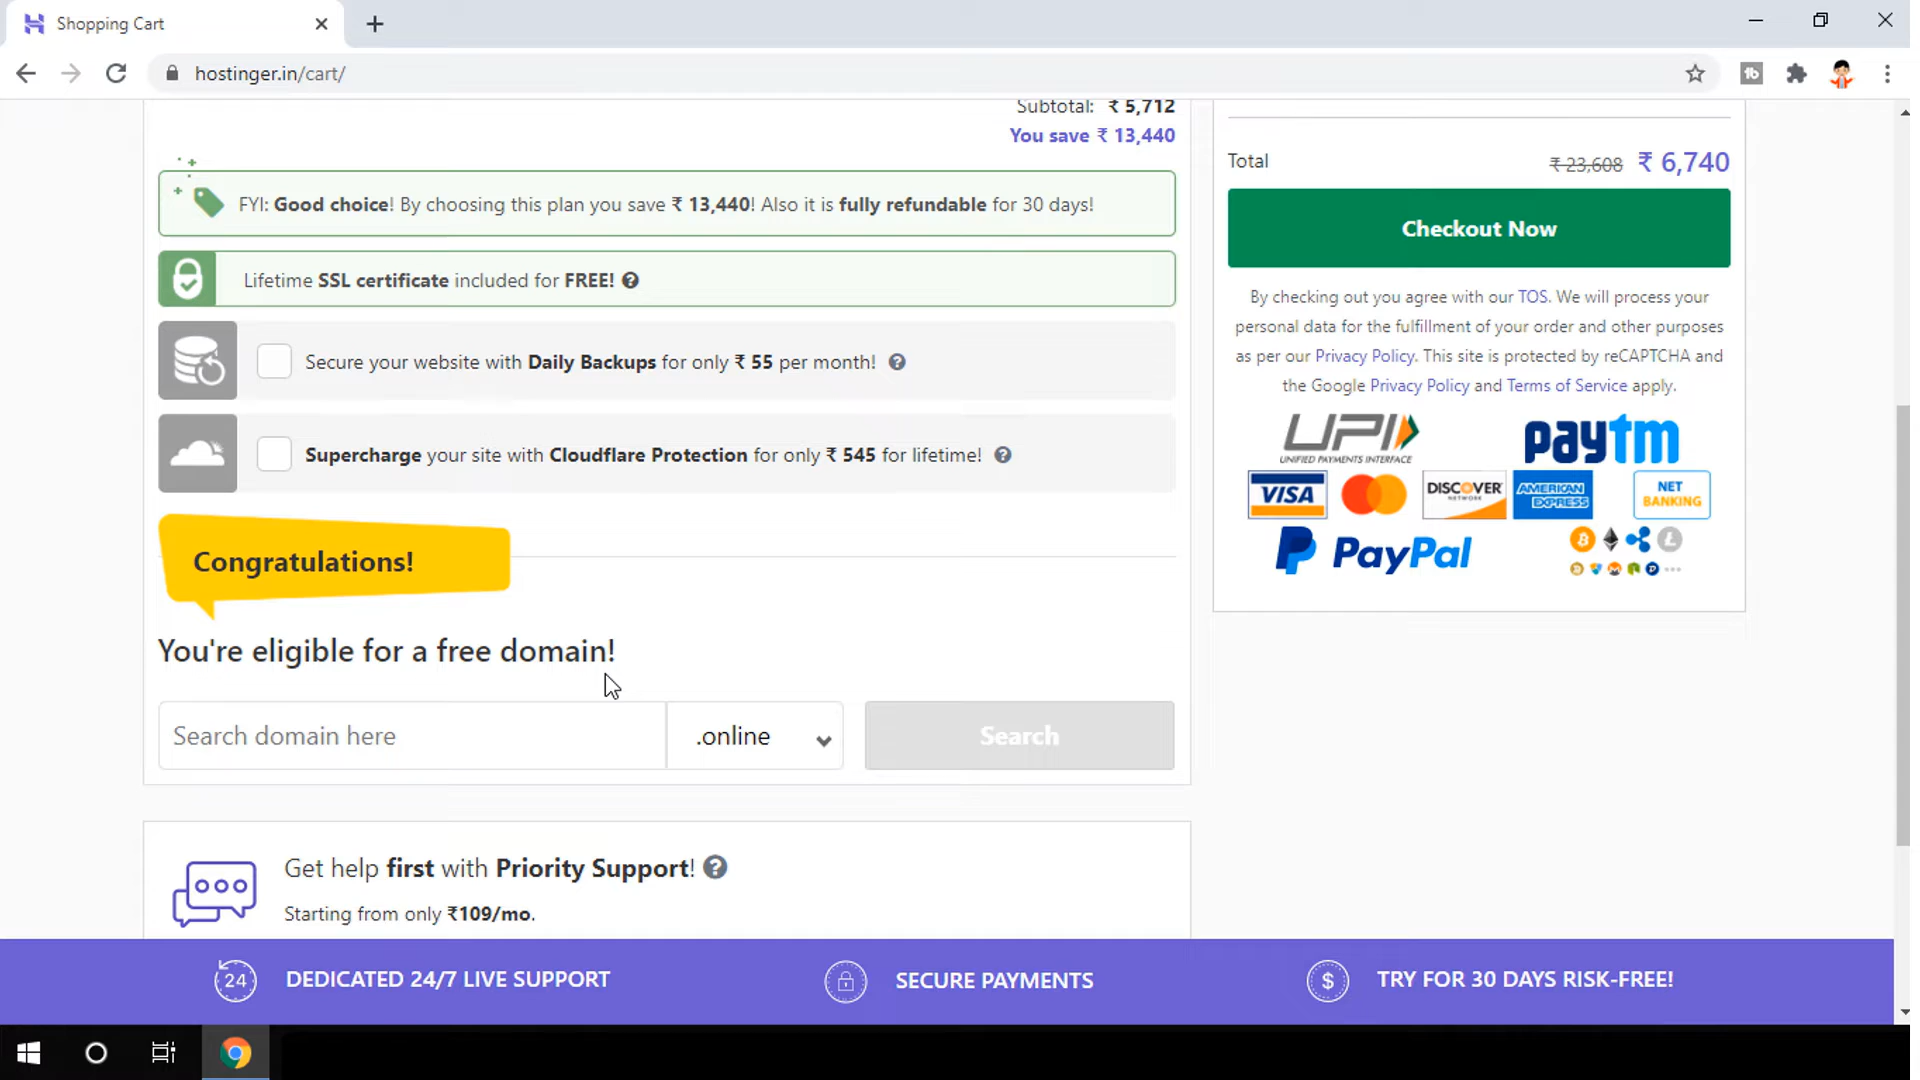 Shopping Cart
hostinger.in/cart/
Subtotal: ₹ 5,712
You save ₹ 13,440
FYI: Good choice! By choosing this plan you save ₹ 13,440! Also it is fully refundable for 30 days!
Lifetime SSL certificate included for FREE!
Secure your website with Daily Backups for only ₹ 55 per month!
Supercharge your site with Cloudflare Protection for only ₹ 545 for lifetime!
Congratulations!
You're eligible for a free domain!
Search domain here
.online
Search
Get help first with Priority Support!
Starting from only ₹109/mo.
Total ₹ 23,608 ₹ 6,740
Checkout Now
By checking out you agree with our TOS. We will process your
personal data for the fulfillment of your order and other purposes
as per our Privacy Policy. This site is protected by reCAPTCHA and
the Google Privacy Policy and Terms of Service apply.
UPI
UNIFIED PAYMENTS INTERFACE
paytm
VISA
DISCOVER
NETWORK
AMERICAN
EXPRESS
NET
BANKING
PayPal
24
DEDICATED 24/7 LIVE SUPPORT
SECURE PAYMENTS
TRY FOR 30 DAYS RISK-FREE!